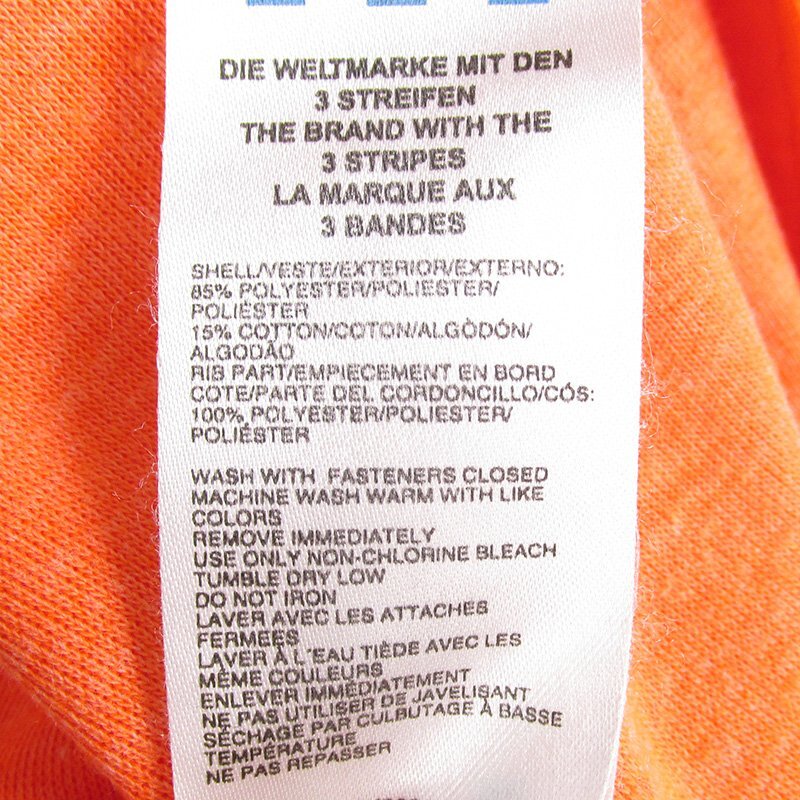 DIE WELTMARKE MIT DEN
3 STREIFEN
THE BRAND WITH THE
3 STRIPES
LA MARQUE AUX
3 BANDES
SHELL/VESTE/EXTERIOR/EXTERNO:
85% POLYESTER/POLIESTER/
POLIÉSTER
15% COTTON/COTON/ALGÒDÓN/
ALGODÃO
RIB PART/EMPIECEMENT EN BORD
COTE/PARTE DEL CORDONCILLO/CÓS:
100% POLYESTER/POLYESTER/
POLIÉSTER
WASH WITH FASTENERS CLOSED
MACHINE WASH WARM WITH LIKE
COLORS
REMOVE IMMEDIATELY
USE ONLY NON-CHLORINE BLEACH
TUMBLE DRY LOW
DO NOT IRON
LAVER AVEC LES ATTACHES
FERMEES
LAVER À L'EAU TIÈDE AVEC LES
MÊME COULEURS
ENLEVER IMMÉDIATEMENT
NE PAS UTILISER DE JAVELISANT
SÉCHAGE PAR CULBUTAGE À BASSE
TEMPÉRATURE
NE PAS REPASSER